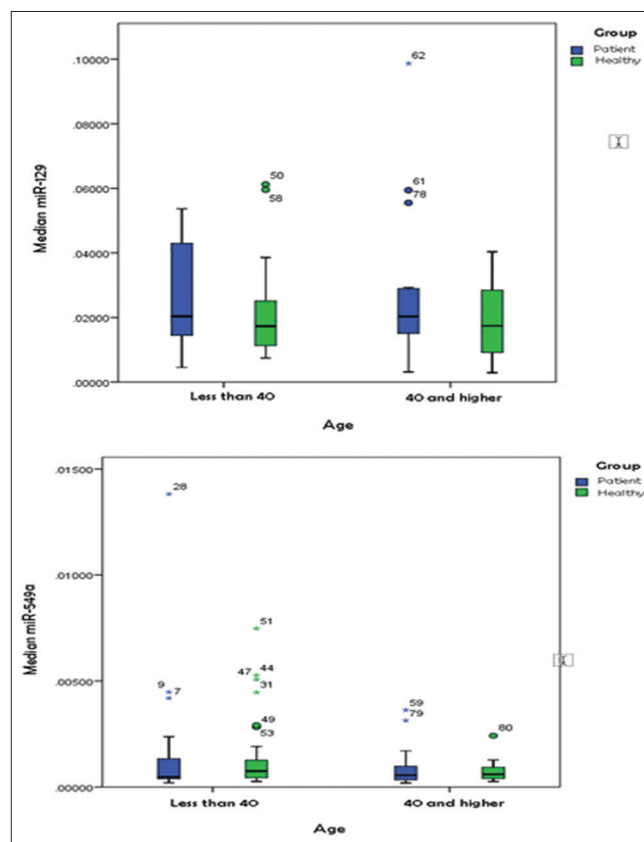 Group
Patient
Healthy
.10000
.08000
.06000
.04000
.02000
.00000
Median miR-129
62
50
58
61
78
Less than 40
40 and higher
Age
Group
Patient
Healthy
.01500
.01000
.00500
.00000
Median miR-549a
28
51
9
7
47
44
31
49
53
59
79
80
Less than 40
40 and higher
Age